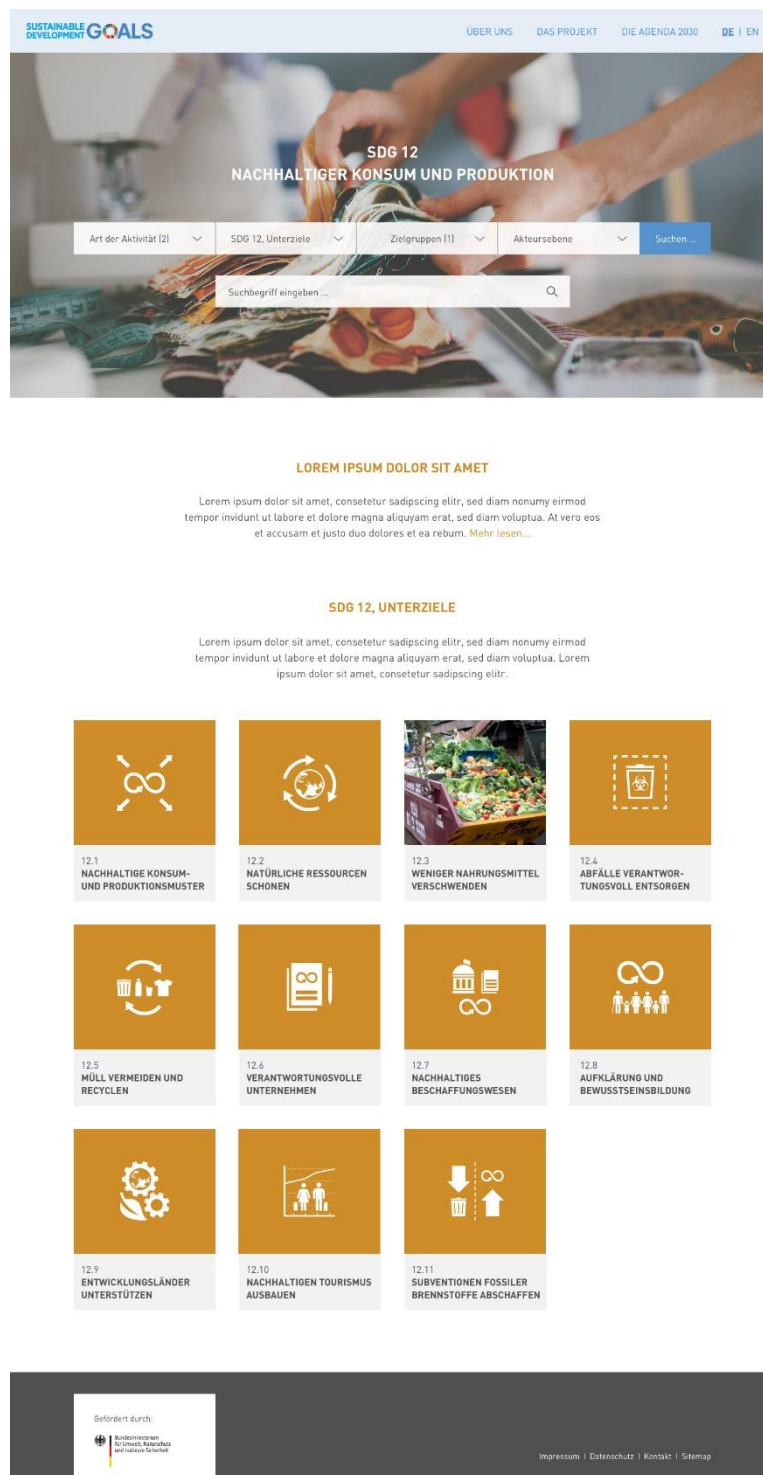 SUSTAINABLE
DEVELOPMENT GOALS
ÜBER UNS DAS PROJEKT DIE AGENDA 2030 DE | EN
SDG 12
NACHHALTIGER KONSUM UND PRODUKTION
Art der Aktivität (2) SDG 12, Unterziele Zielgruppen (1) Akteursebene Suchen ...
Suchbegriff eingeben ...
LOREM IPSUM DOLOR SIT AMET
Lorem ipsum dolor sit amet, consetetur sadipscing elitr, sed diam nonumy eirmod
tempor invidunt ut labore et dolore magna aliquyam erat, sed diam voluptua. At vero eos
et accusam et justo duo dolores et ea rebum. Mehr lesen...
SDG 12, UNTERZIELE
Lorem ipsum dolor sit amet, consetetur sadipscing elitr, sed diam nonumy eirmod
tempor invidunt ut labore et dolore magna aliquyam erat, sed diam voluptua. Lorem
ipsum dolor sit amet, consetetur sadipscing elitr.
12.1
NACHHALTIGE KONSUM-
UND PRODUKTIONSMUSTER
12.2
NATÜRLICHE RESSOURCEN
SCHONEN
12.3
WENIGER NAHRUNGSMITTEL
VERSCHWENDEN
12.4
ABFÄLLE VERANTWOR-
TUNGSVOLL ENTSORGEN
12.5
MÜLL VERMEIDEN UND
RECYCLEN
12.6
VERANTWORTUNGSVOLLE
UNTERNEHMEN
12.7
NACHHALTIGES
BESCHAFFUNGSWESEN
12.8
AUFKLÄRUNG UND
BEWUSSTSEINSBILDUNG
12.9
ENTWICKLUNGSLÄNDER
UNTERSTÜTZEN
12.10
NACHHALTIGEN TOURISMUS
AUSBAUEN
12.11
SUBVENTIONEN FOSSILER
BRENNSTOFFE ABSCHAFFEN
Gefördert durch:
Bundesministerium
für Umwelt, Naturschutz
und nukleare Sicherheit
Impressum | Datenschutz | Kontakt | Sitemap